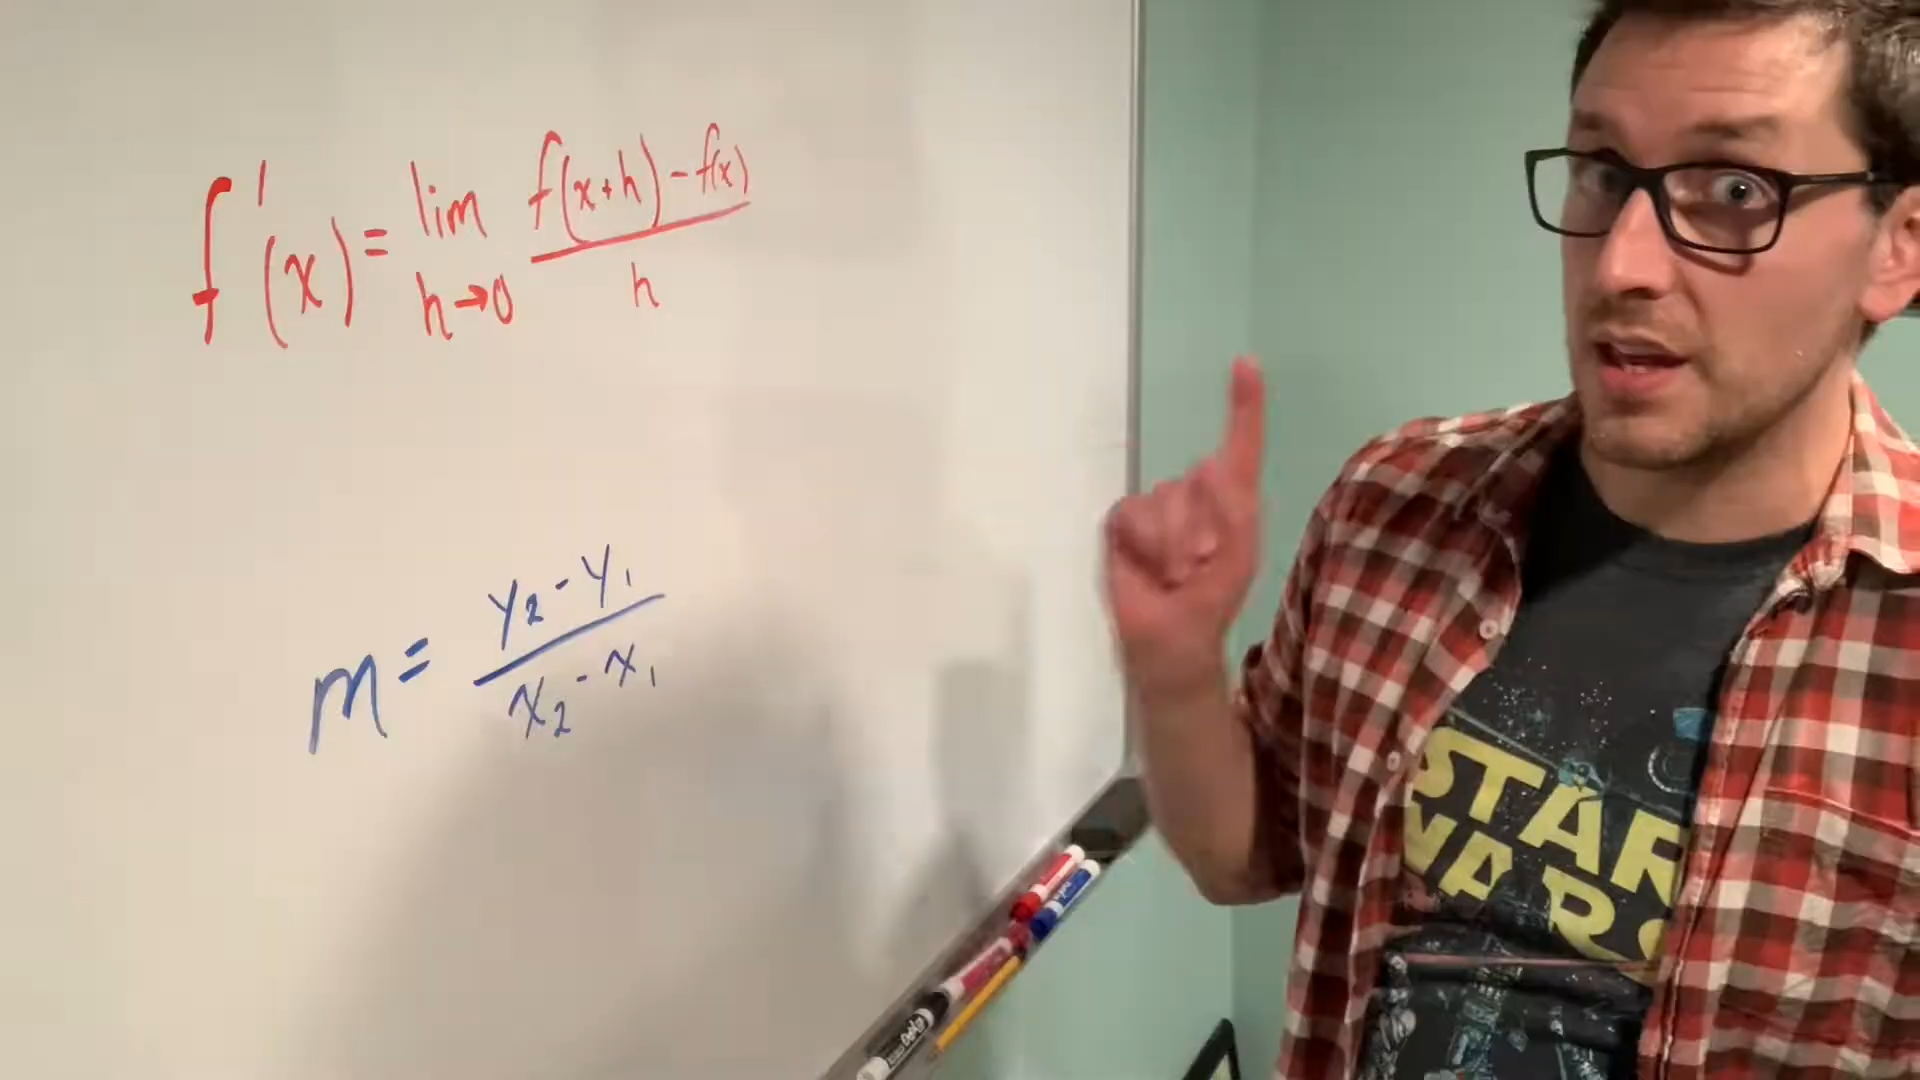 f'(x) = lim h→0 f(x+h) - f(x) / h
m = y₂ - y₁ / x₂ - x₁
STAR
WARS